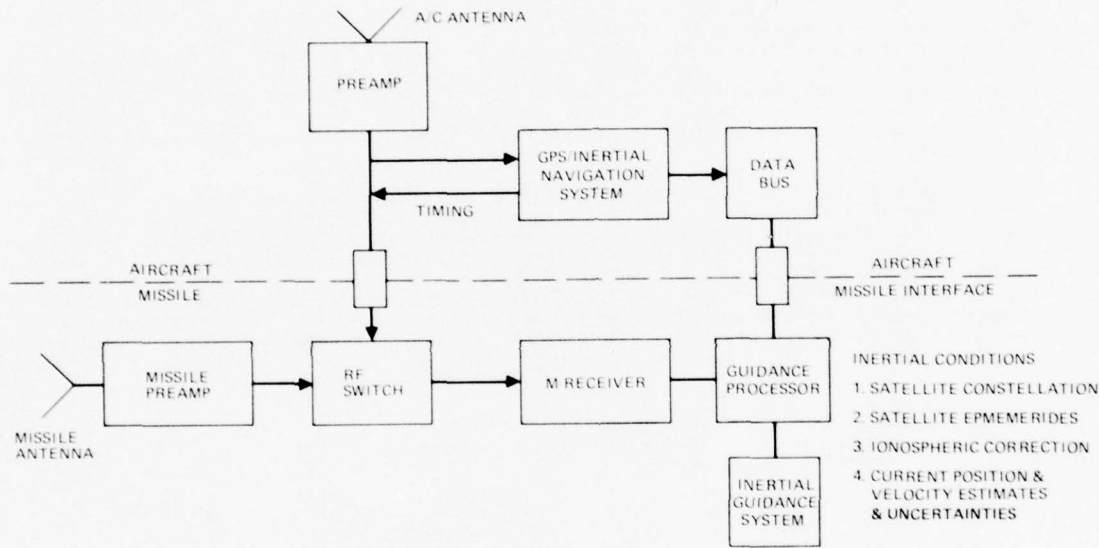 A/C ANTENNA
PREAMP
GPS/INERTIAL
NAVIGATION
SYSTEM
DATA
BUS
TIMING
AIRCRAFT
MISSILE
AIRCRAFT
MISSILE INTERFACE
MISSILE
PREAMP
RF
SWITCH
M RECEIVER
GUIDANCE
PROCESSOR
MISSILE
ANTENNA
INERTIAL
GUIDANCE
SYSTEM
INERTIAL CONDITIONS
1. SATELLITE CONSTELLATION
2. SATELLITE EPMEMERIDES
3. IONOSPHERIC CORRECTION
4. CURRENT POSITION &
VELOCITY ESTIMATES
& UNCERTAINTIES